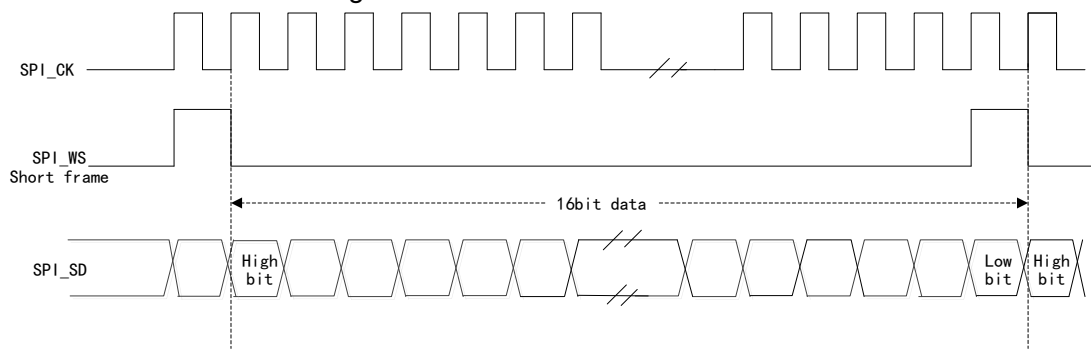 SPI_CK
SPI_WS
Short frame
16bit data
SPI_SD
High
bit
Low
bit
High
bit